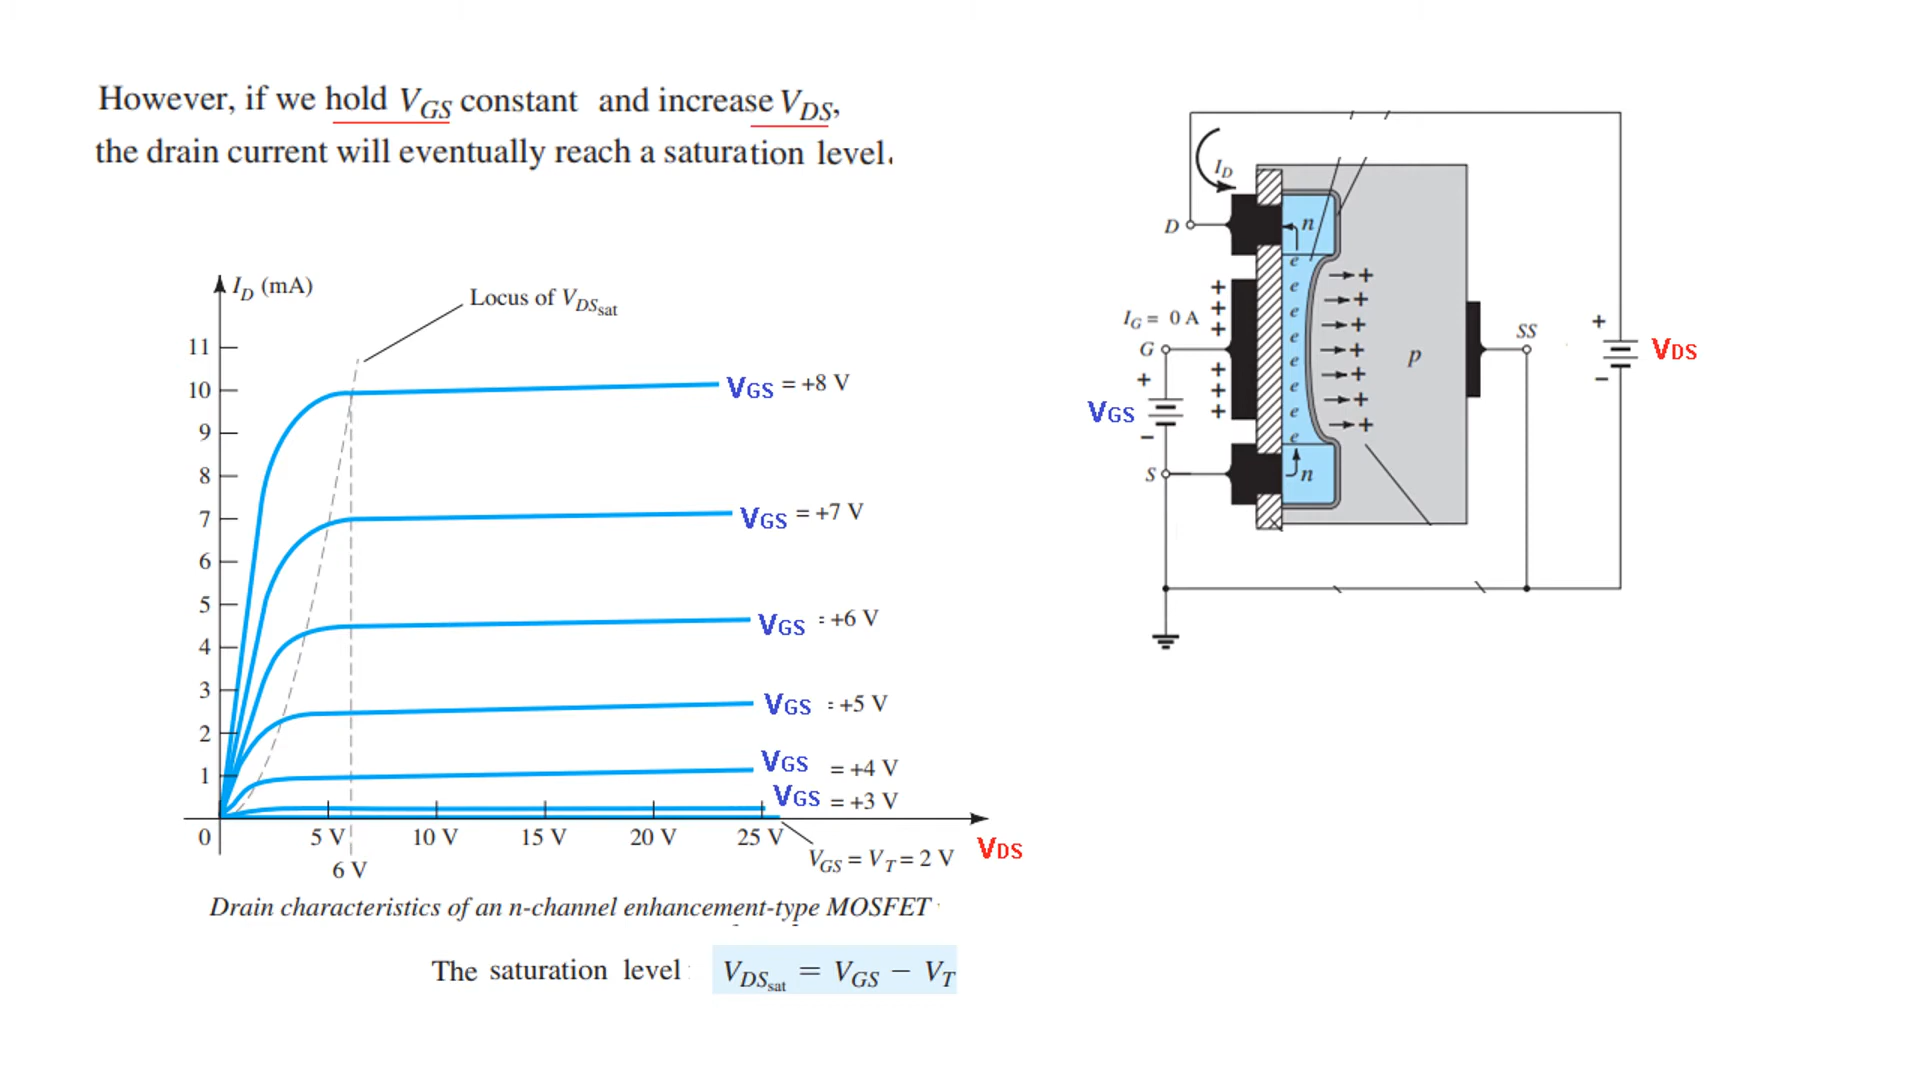 However, if we hold VGS constant and increase VDS,
the drain current will eventually reach a saturation level.
ID (mA)
Locus of VDSsat
11
10
9
8
7
6
5
4
3
2
1
0
VGS = +8 V
VGS = +7 V
VGS = +6 V
VGS = +5 V
VGS = +4 V
VGS = +3 V
5 V
10 V
15 V
20 V
25 V
6 V
VGS = VT = 2 V
VDS
Drain characteristics of an n-channel enhancement-type MOSFET
The saturation level : VDSsat = VGS − VT
ID
D
n
e
e
e
e
e
e
e
e
n
+
+
+
+
+
+
+
+
+
+
+
+
+
IG = 0 A
G
+
VGS
−
S
p
SS
+
VDS
−